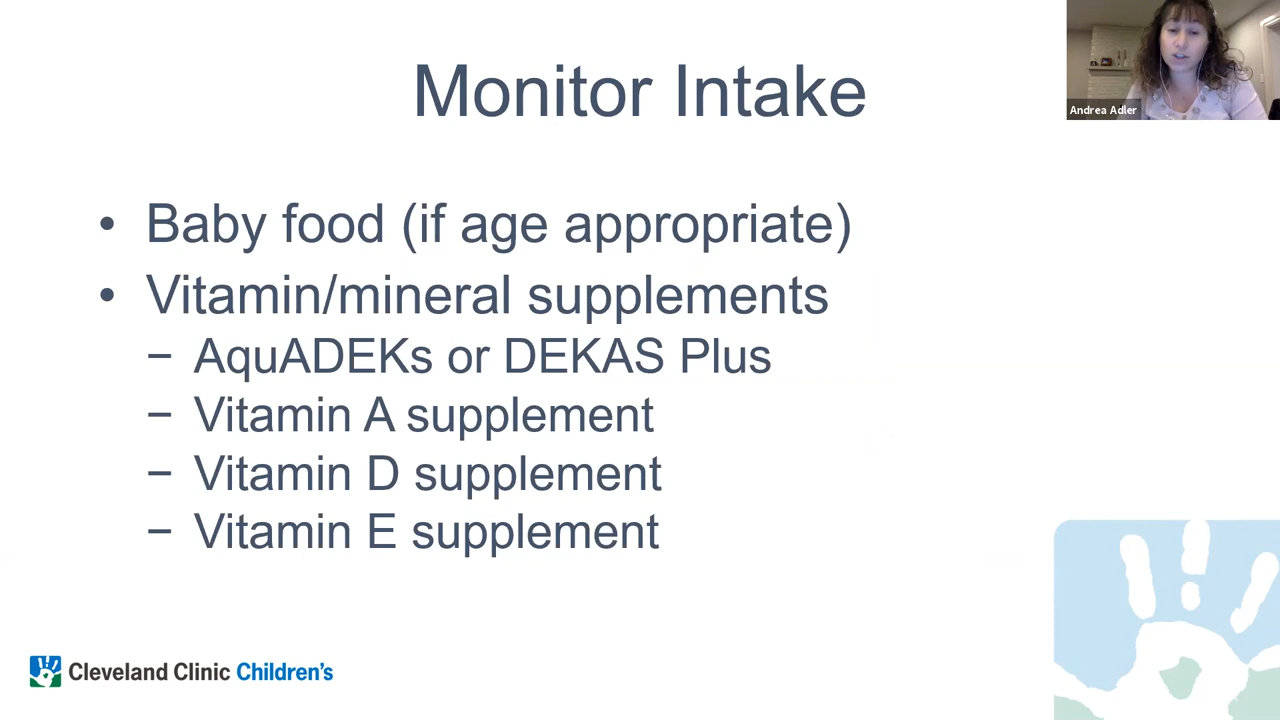 Monitor Intake
Andrea Adler
• Baby food (if age appropriate)
• Vitamin/mineral supplements
− AquADEKs or DEKAS Plus
− Vitamin A supplement
− Vitamin D supplement
− Vitamin E supplement
Cleveland Clinic Children's